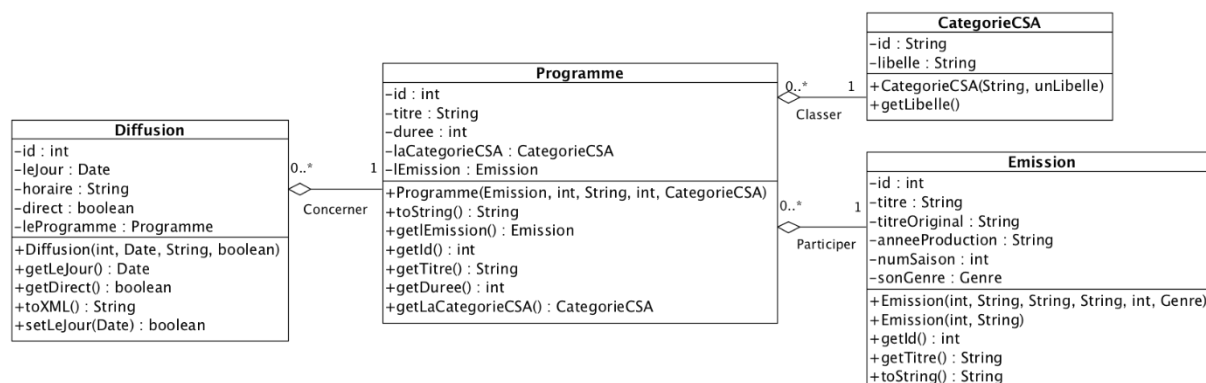 Diffusion
-id : int
-leJour : Date
-horaire : String
-direct : boolean
-leProgramme : Programme
+Diffusion(int, Date, String, boolean)
+getLeJour() : Date
+getDirect() : boolean
+toXML() : String
+setLeJour(Date) : boolean
0..*
1
Concerner
Programme
-id : int
-titre : String
-duree : int
-laCategorieCSA : CategorieCSA
-lEmission : Emission
+Programme(Emission, int, String, int, CategorieCSA)
+toString() : String
+getlEmission() : Emission
+getId() : int
+getTitre() : String
+getDuree() : int
+getLaCategorieCSA() : CategorieCSA
0..*
1
Classer
0..*
1
Participer
CategorieCSA
-id : String
-libelle : String
+CategorieCSA(String, unLibelle)
+getLibelle()
Emission
-id : int
-titre : String
-titreOriginal : String
-anneeProduction : String
-numSaison : int
-sonGenre : Genre
+Emission(int, String, String, String, int, Genre)
+Emission(int, String)
+getId() : int
+getTitre() : String
+toString() : String